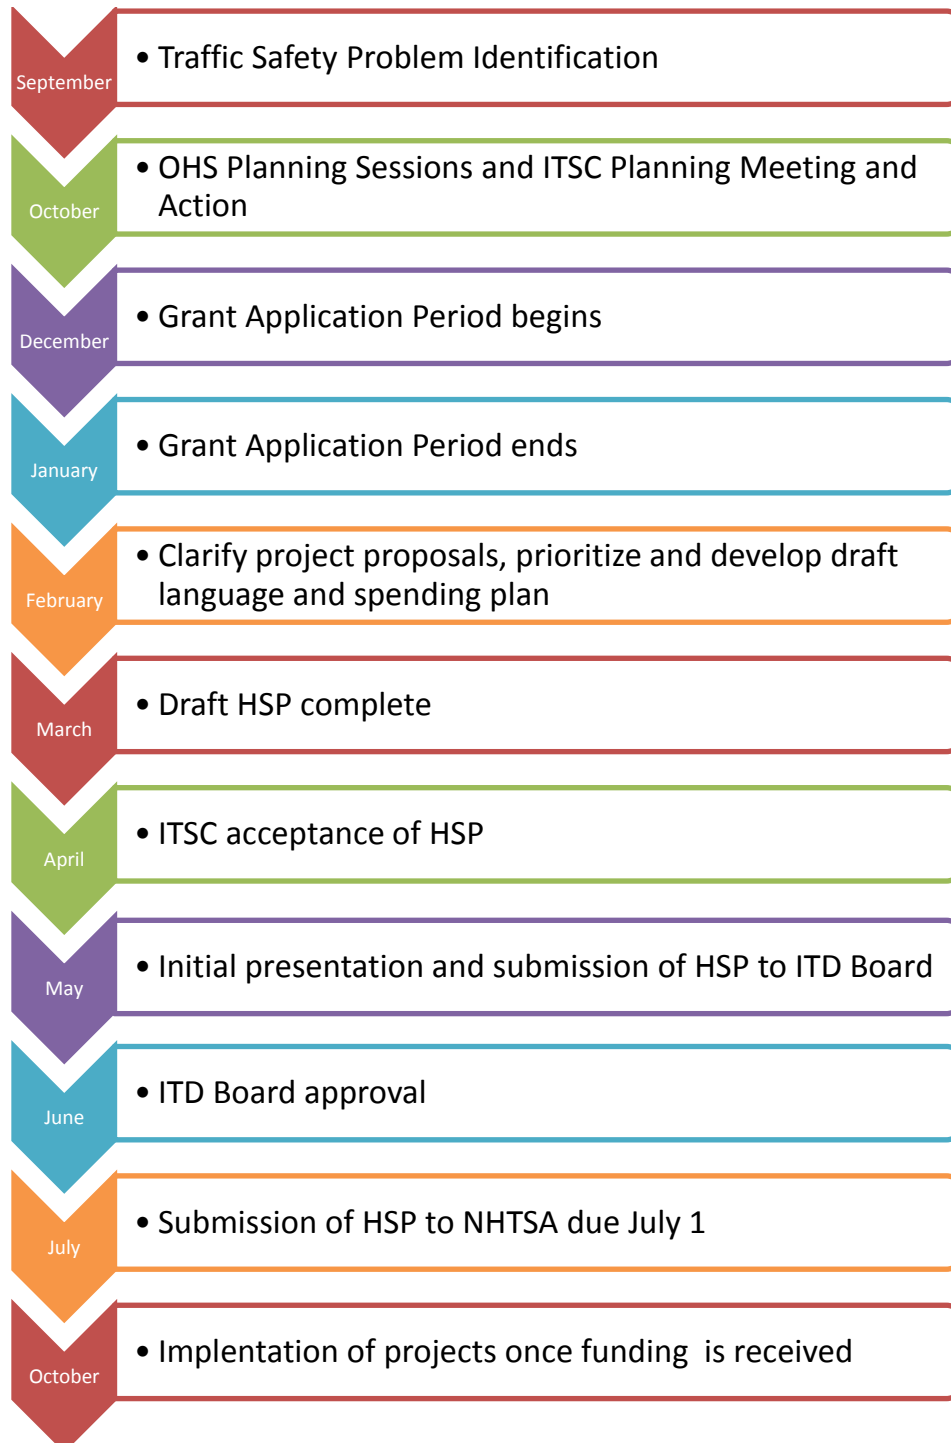 September
• Traffic Safety Problem Identification
October
• OHS Planning Sessions and ITSC Planning Meeting and
Action
December
• Grant Application Period begins
January
• Grant Application Period ends
February
• Clarify project proposals, prioritize and develop draft
language and spending plan
March
• Draft HSP complete
April
• ITSC acceptance of HSP
May
• Initial presentation and submission of HSP to ITD Board
June
• ITD Board approval
July
• Submission of HSP to NHTSA due July 1
October
• Implentation of projects once funding  is received